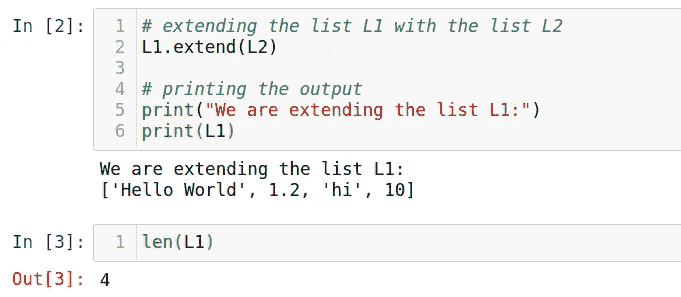 In [2]: 1 # extending the list L1 with the list L2
2 L1.extend(L2)
3
4 # printing the output
5 print("We are extending the list L1:")
6 print(L1)
We are extending the list L1:
['Hello World', 1.2, 'hi', 10]
In [3]: 1 len(L1)
Out[3]: 4